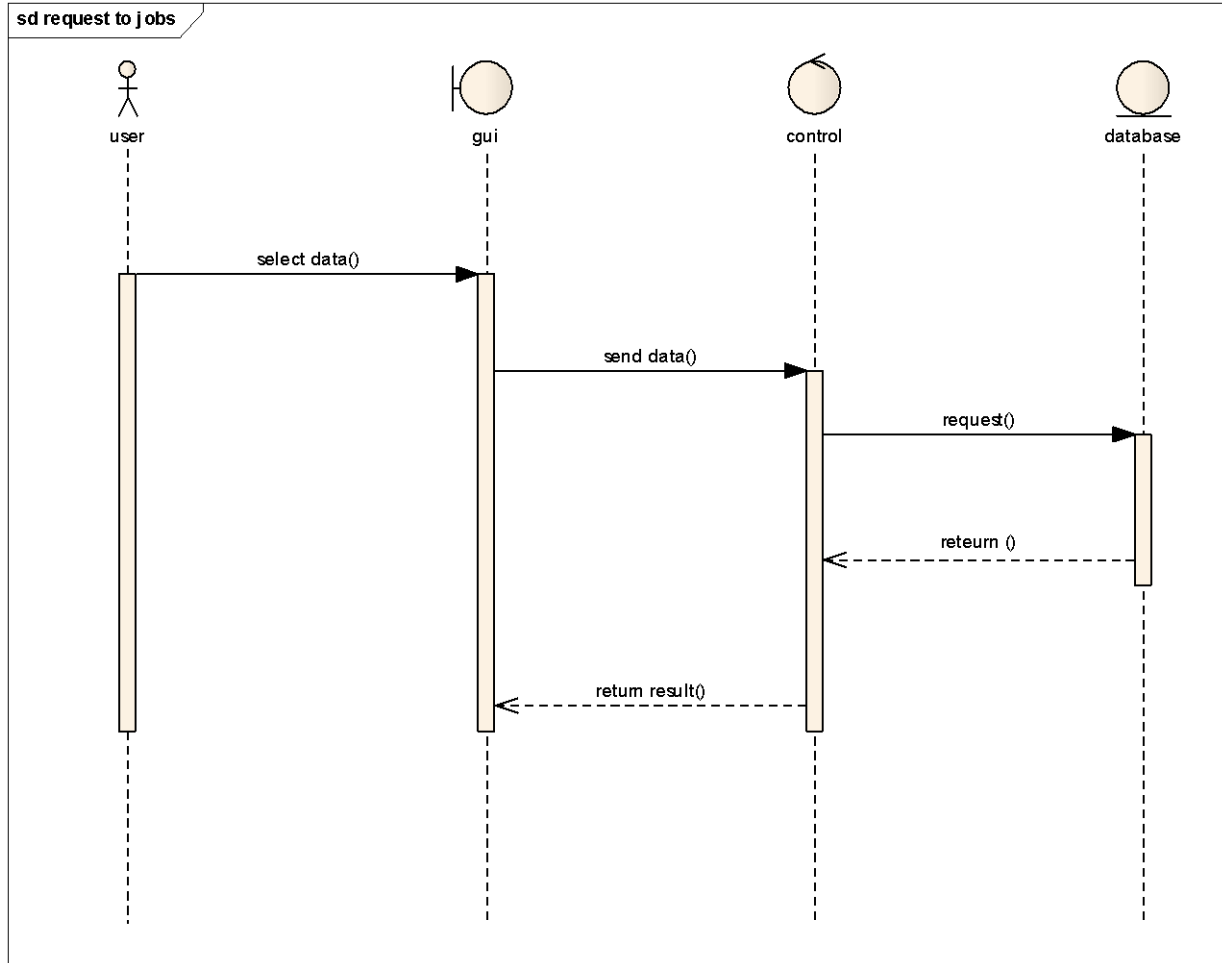 sd request to jobs
user
gui
control
database
select data()
send data()
request()
reteurn ()
return result()